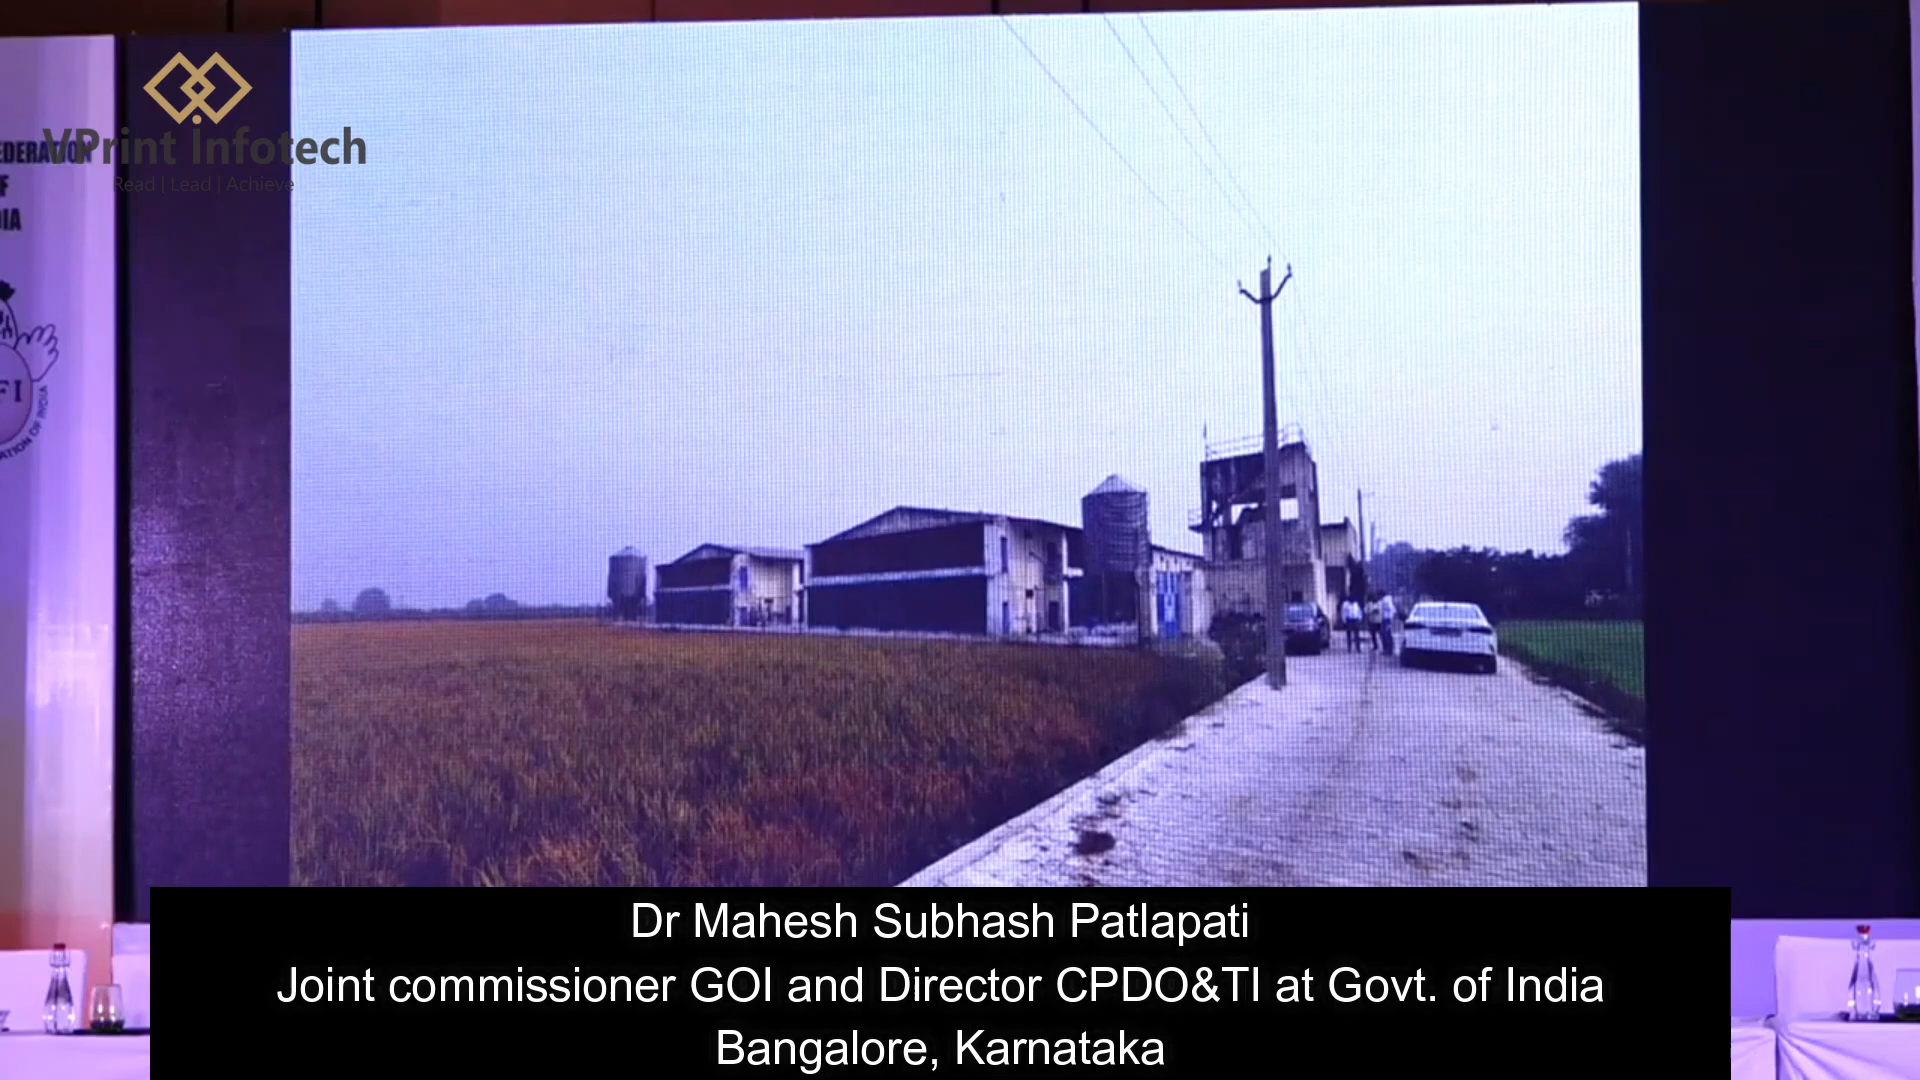 VPrint Infotech
Read | Lead | Achieve
Dr Mahesh Subhash Patlapati
Joint commissioner GOI and Director CPDO&TI at Govt. of India
Bangalore, Karnataka